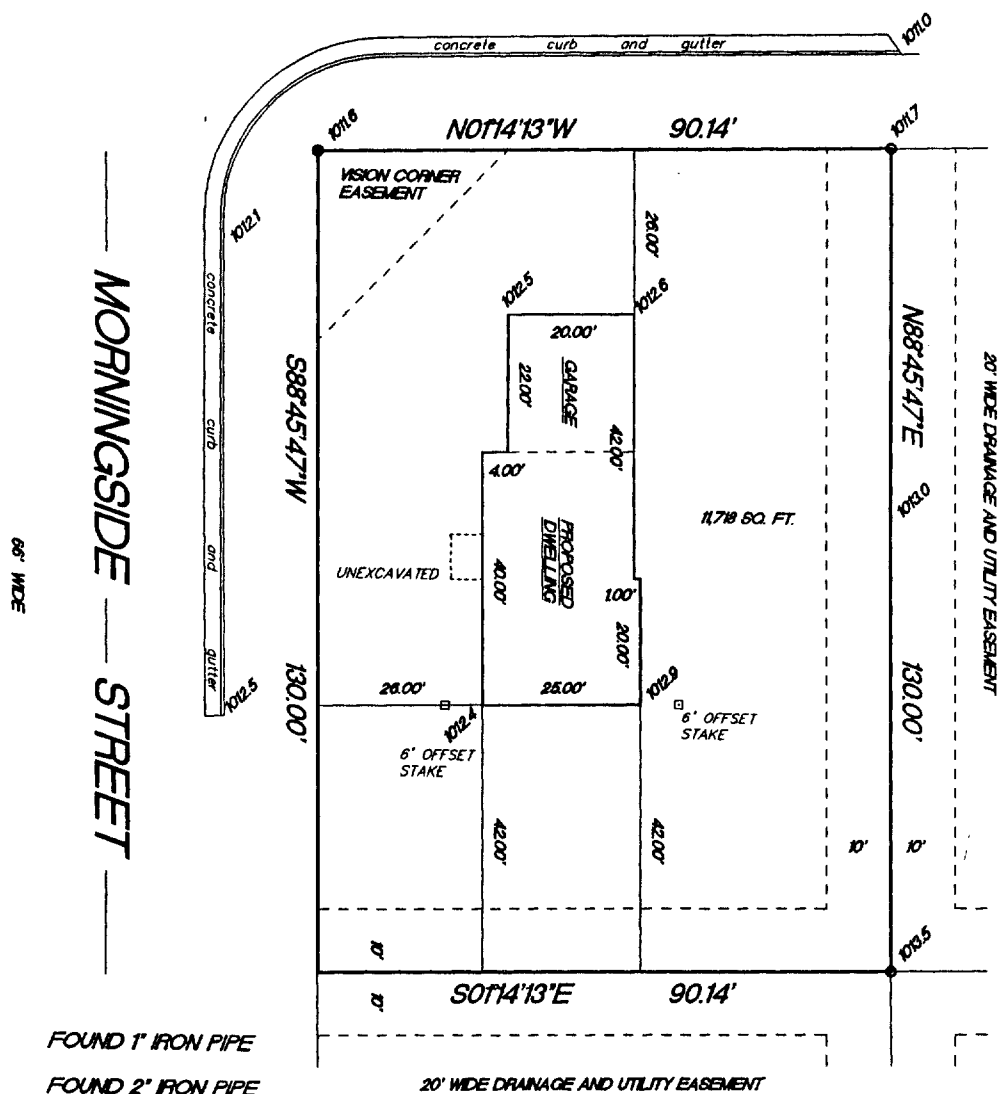 concrete curb and gutter
1011.0
1011.6
N01°14'13"W 90.14'
1011.7
VISION CORNER
EASEMENT
1012.1
26.00'
1012.5
1012.6
20.00'
GARAGE
22.00'
42.00'
4.00'
concrete curb and gutter
S88°45'47"W 130.00'
N88°45'47"E 130.00'
20' WIDE DRAINAGE AND UTILITY EASEMENT
1013.0
11,718 SQ. FT.
PROPOSED
DWELLING
UNEXCAVATED
40.00'
1.00'
20.00'
MORNINGSIDE STREET
66' WIDE
1012.5
26.00'
25.00'
1012.4
1012.9
6' OFFSET
STAKE
6' OFFSET
STAKE
42.00'
42.00'
10'
10'
10'
10'
1013.5
S01°14'13"E 90.14'
FOUND 1" IRON PIPE
FOUND 2" IRON PIPE
20' WIDE DRAINAGE AND UTILITY EASEMENT